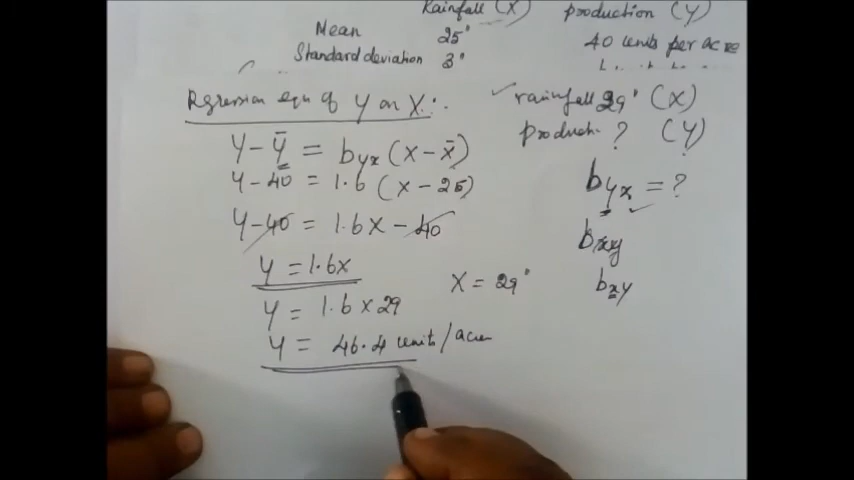 Rainfall (X) production (Y)
Mean 25" 40 units per acre
Standard deviation 3"
Rgression eqn of Y on X :.
Y - ȳ = byx (X - x̄)
Y - 40 = 1.6 (X - 25)
Y - 40 = 1.6X - 40
Y = 1.6x
Y = 1.6 x 29
Y = 46.4 units / acre
rainfall 29" (X)
product. ? (Y)
byx = ?
bxy
bxy
X = 29"